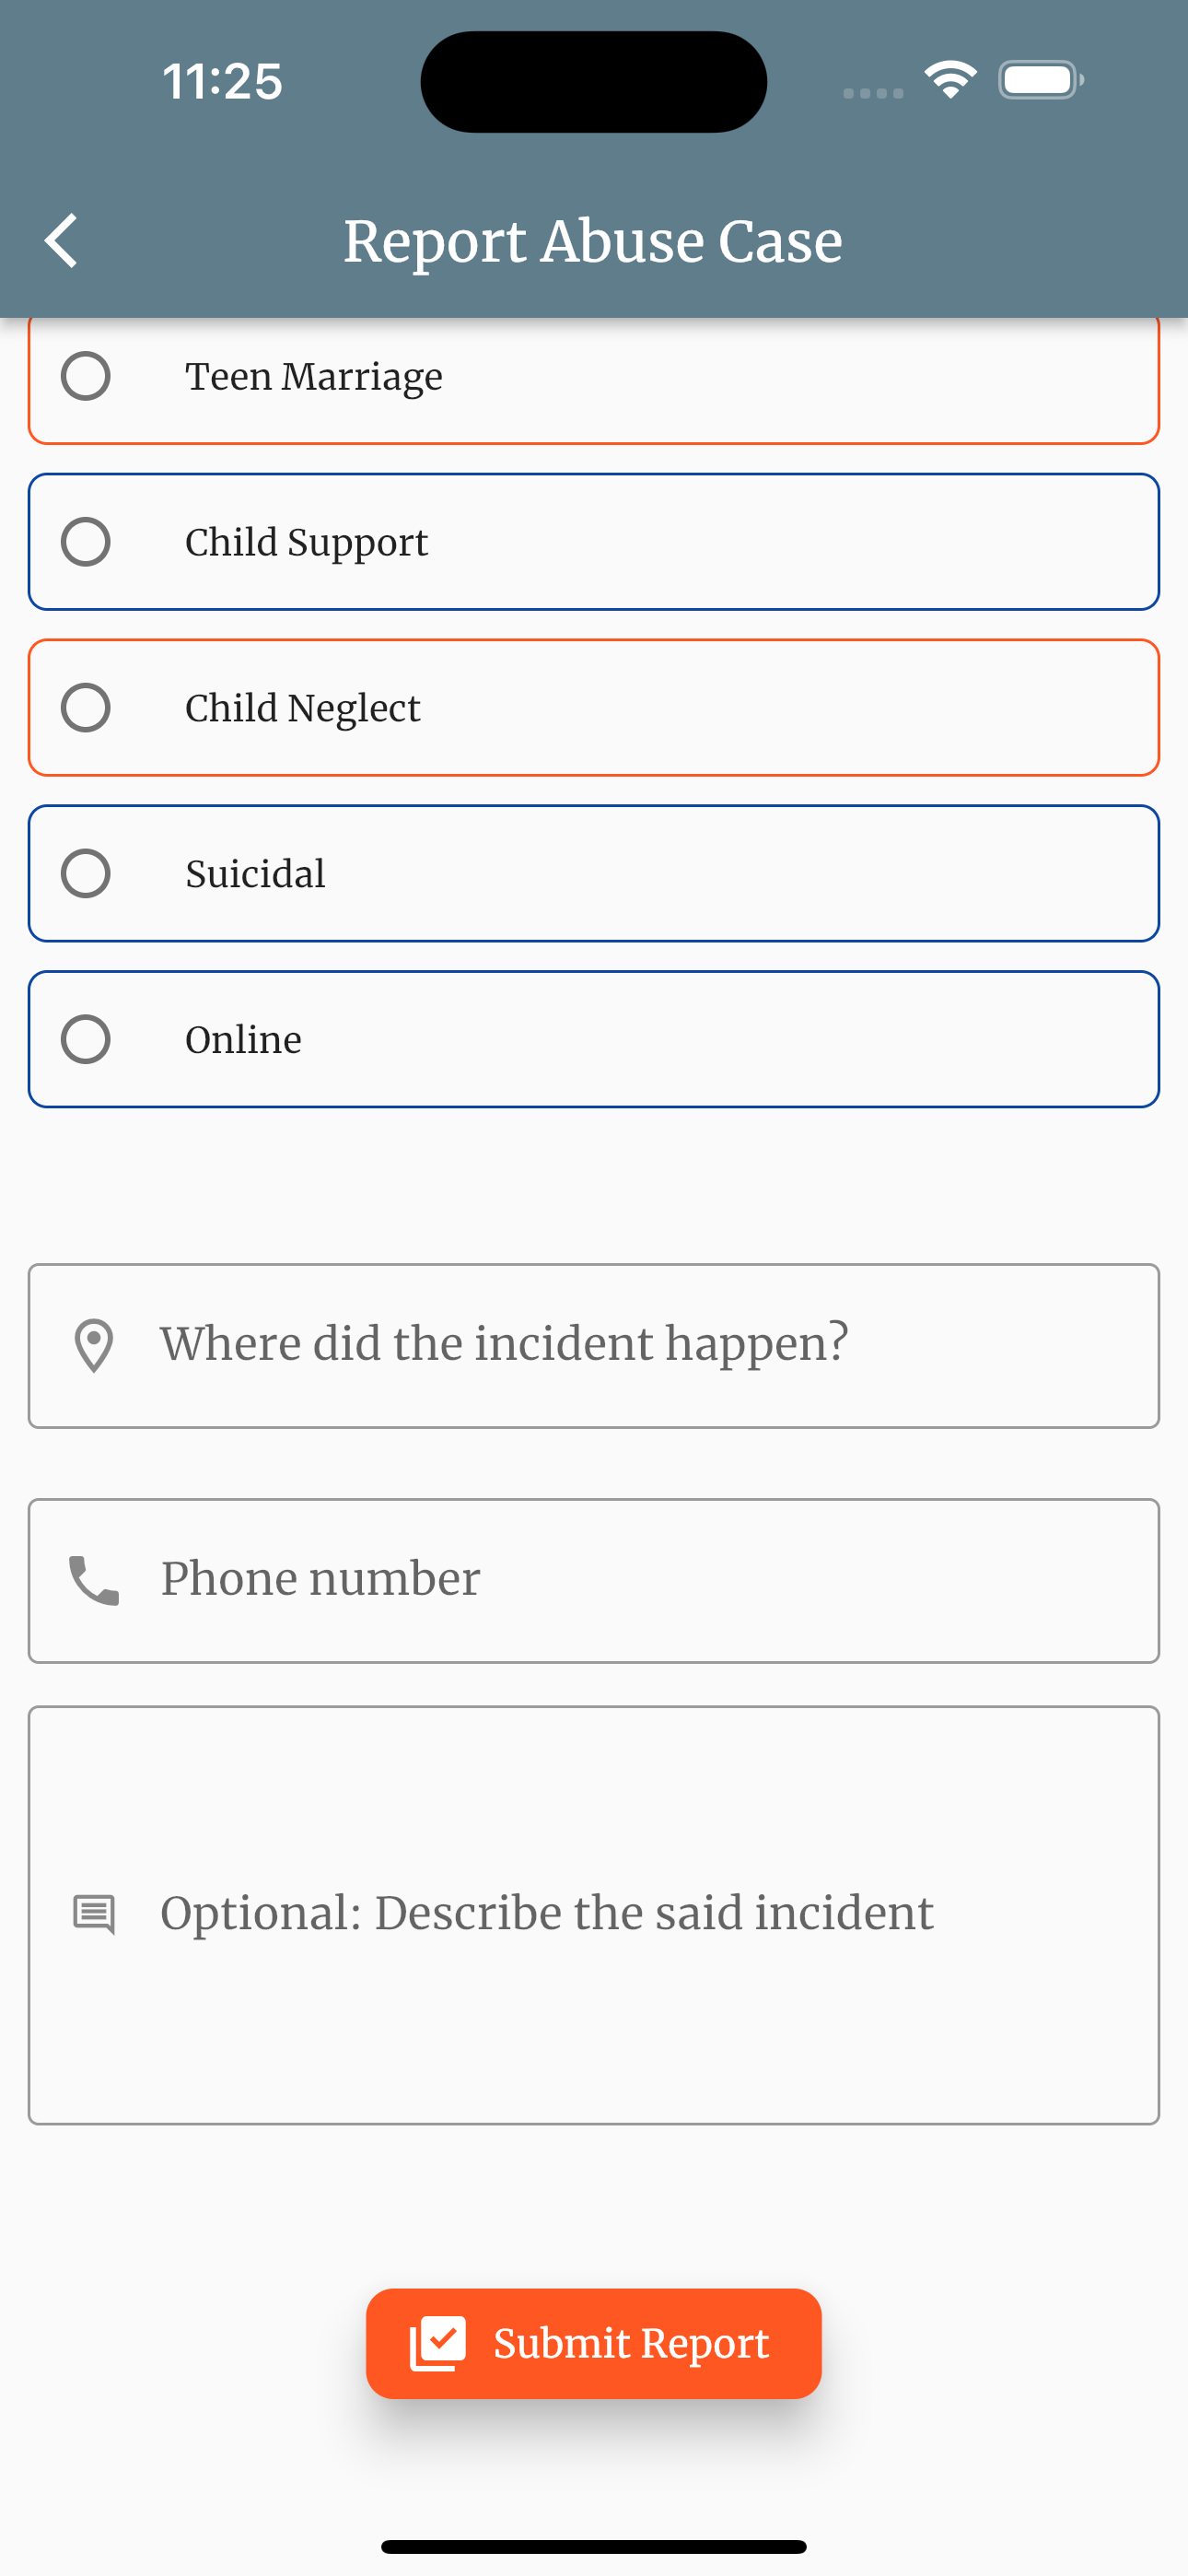 11:25
Report Abuse Case
Teen Marriage
Child Support
Child Neglect
Suicidal
Online
Where did the incident happen?
Phone number
Optional: Describe the said incident
Submit Report